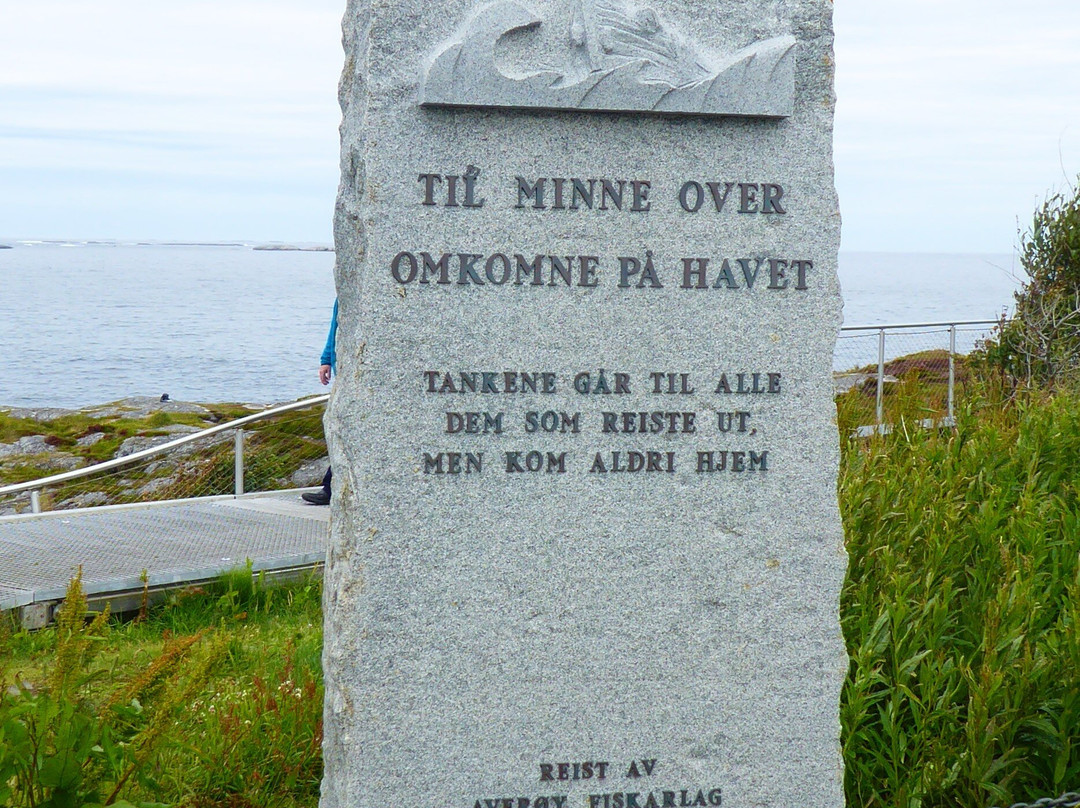 TIL MINNE OVER
OMKOMNE PÅ HAVET
TANKENE GÅR TIL ALLE
DEM SOM REISTE UT,
MEN KOM ALDRI HJEM
REIST AV
AVERØY FISKARLAG